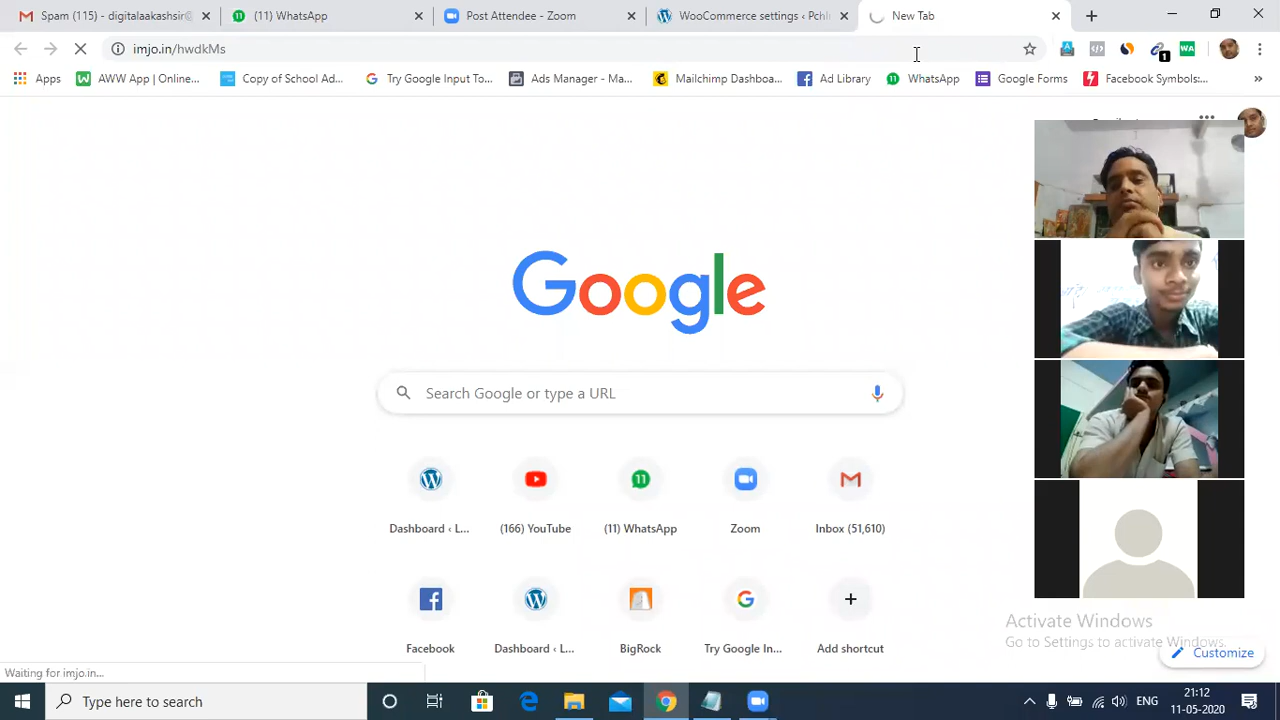 Gmail Spam (115) - digitalaakashsin
(11) WhatsApp
Post Attendee - Zoom
WooCommerce settings ‹ Pchl
New Tab
imjo.in/hwdkMs
1
Apps
AWW App | Online...
Copy of School Ad...
Try Google Input To...
Ads Manager - Ma...
Mailchimp Dashboa...
Ad Library
WhatsApp
Google Forms
Facebook Symbols:...
»
Google
Search Google or type a URL
Dashboard ‹ L...
(166) YouTube
(11) WhatsApp
Zoom
Inbox (51,610)
Facebook
Dashboard ‹ L...
BigRock
Try Google In...
Add shortcut
Activate Windows
Go to Settings to activate Windows.
Customize
Waiting for imjo.in...
Type here to search
ENG
21:12
11-05-2020